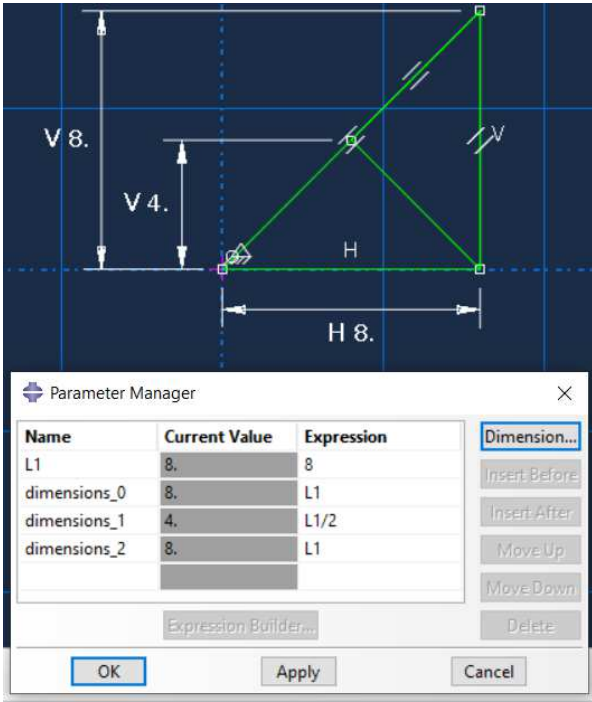 V 8.
V
V 4.
H
H 8.
Parameter Manager
Name Current Value Expression
L1 8. 8
dimensions_0 8. L1
dimensions_1 4. L1/2
dimensions_2 8. L1
Dimension...
Insert Before
Insert After
Move Up
Move Down
Expression Builder...
Delete
OK
Apply
Cancel